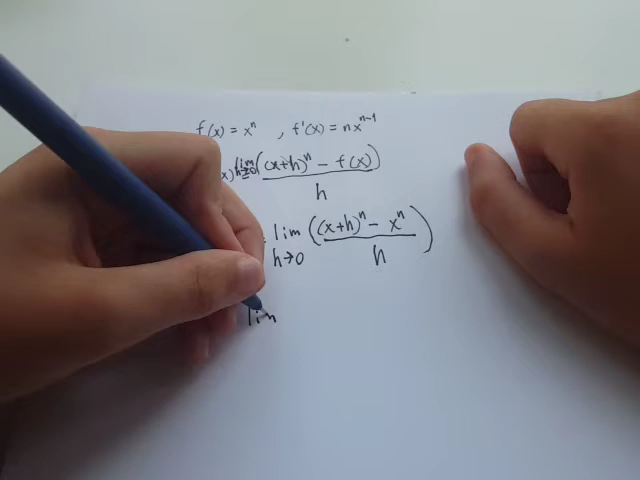 f(x) = xⁿ , f'(x) = nxⁿ⁻¹
x) lim h→0 ((x+h)ⁿ - f(x)) / h
lim h→0 ((x+h)ⁿ - xⁿ) / h
lim